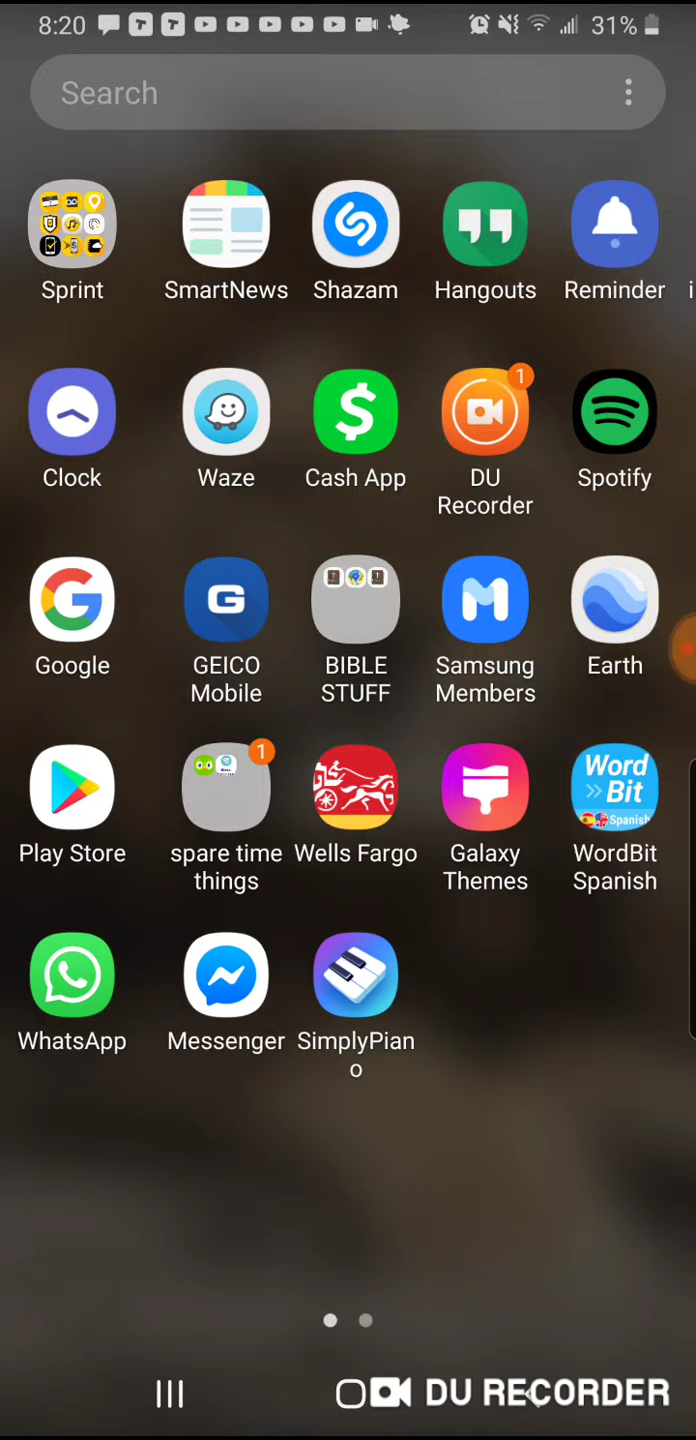 8:20 31%
Search
Sprint SmartNews Shazam Hangouts Reminder
Clock Waze Cash App DU Recorder 1 Spotify
Google GEICO Mobile BIBLE STUFF Samsung Members Earth
Play Store spare time things 1 Wells Fargo Galaxy Themes WordBit Spanish
Word
Bit
Spanish
WhatsApp Messenger SimplyPiano
DU RECORDER